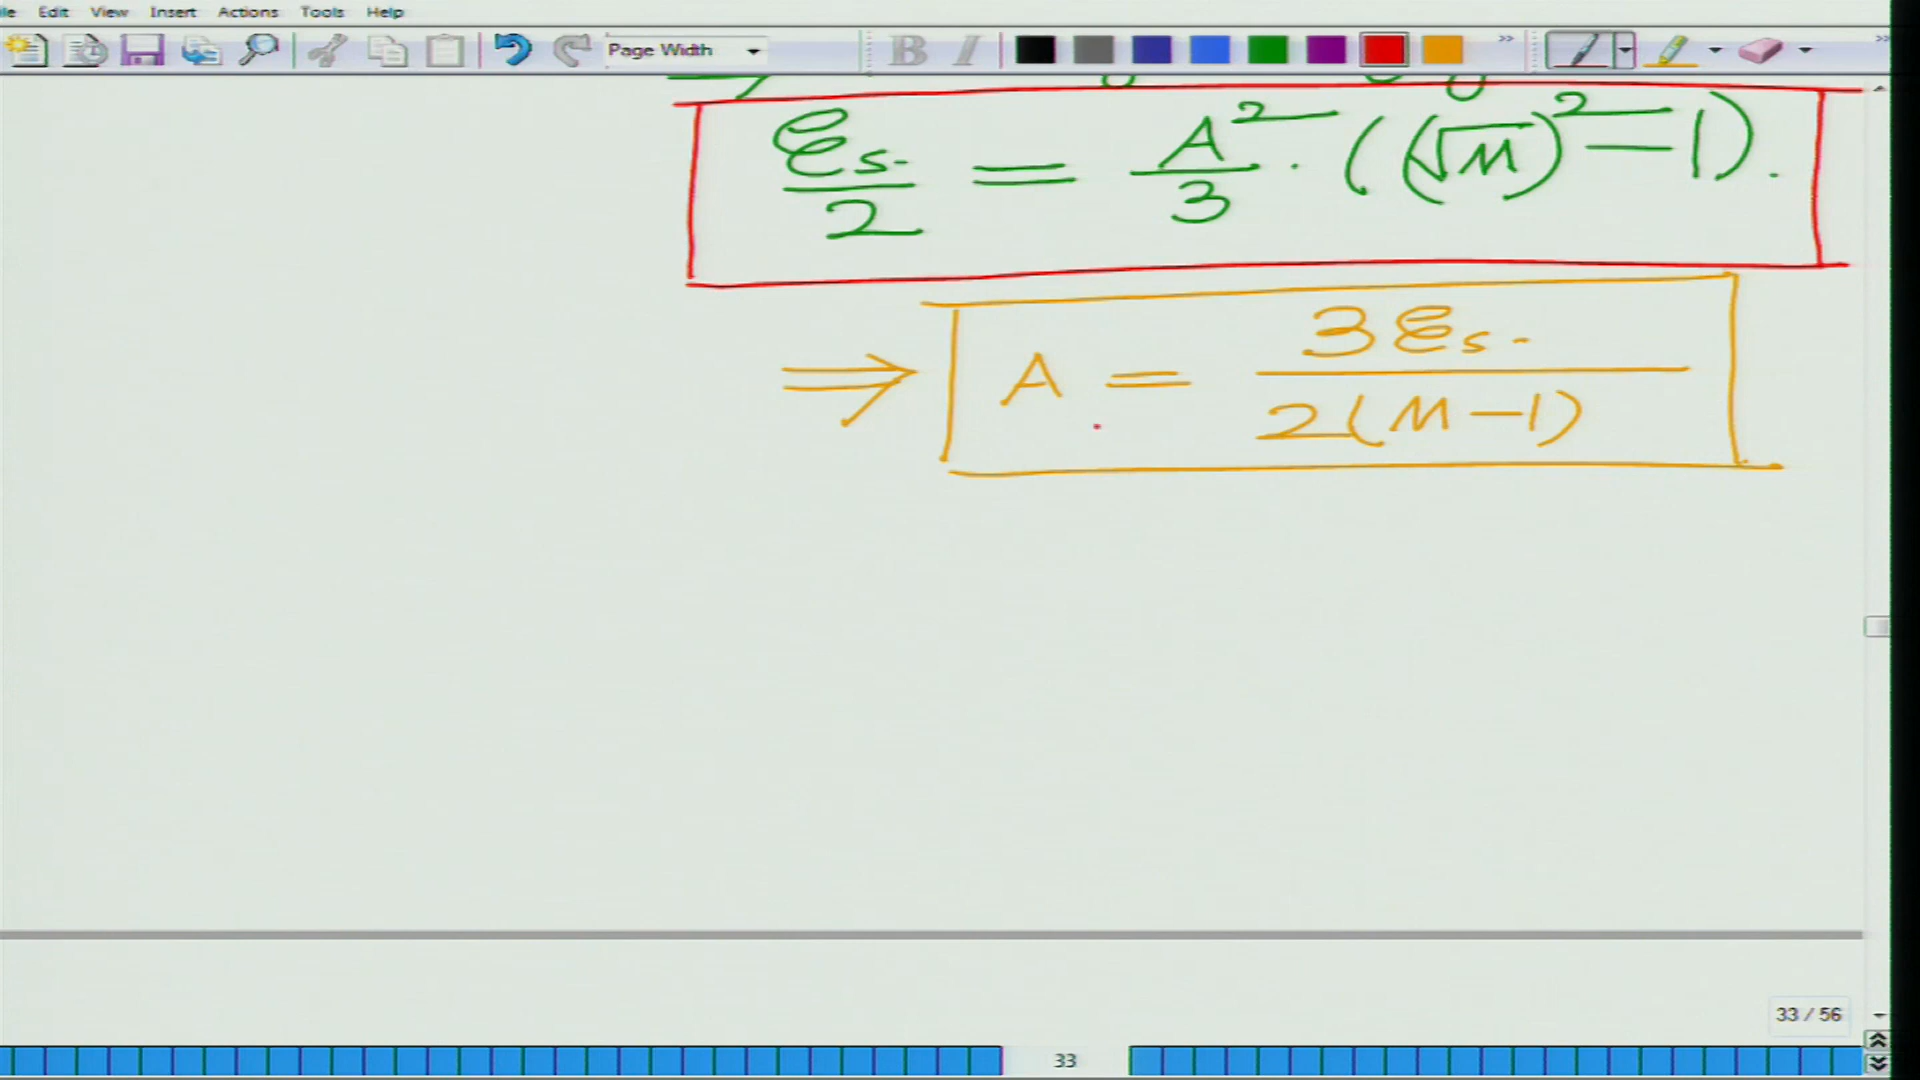 Edit View Insert Actions Tools Help
Page Width B I
Es/2 = A²/3 · ((√M)² − 1).
⇒ A = 3Es/2(M−1)
33 / 56
33